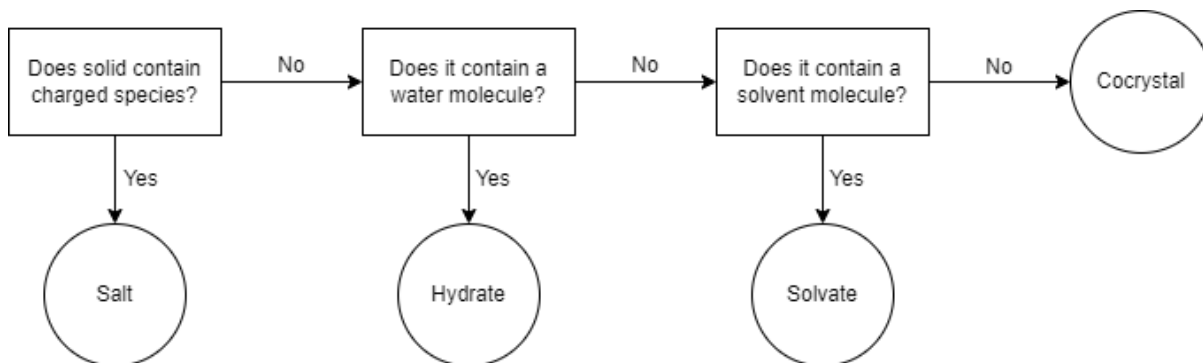 Does solid contain
charged species?
No
Does it contain a
water molecule?
No
Does it contain a
solvent molecule?
No
Cocrystal
Yes
Yes
Yes
Salt
Hydrate
Solvate